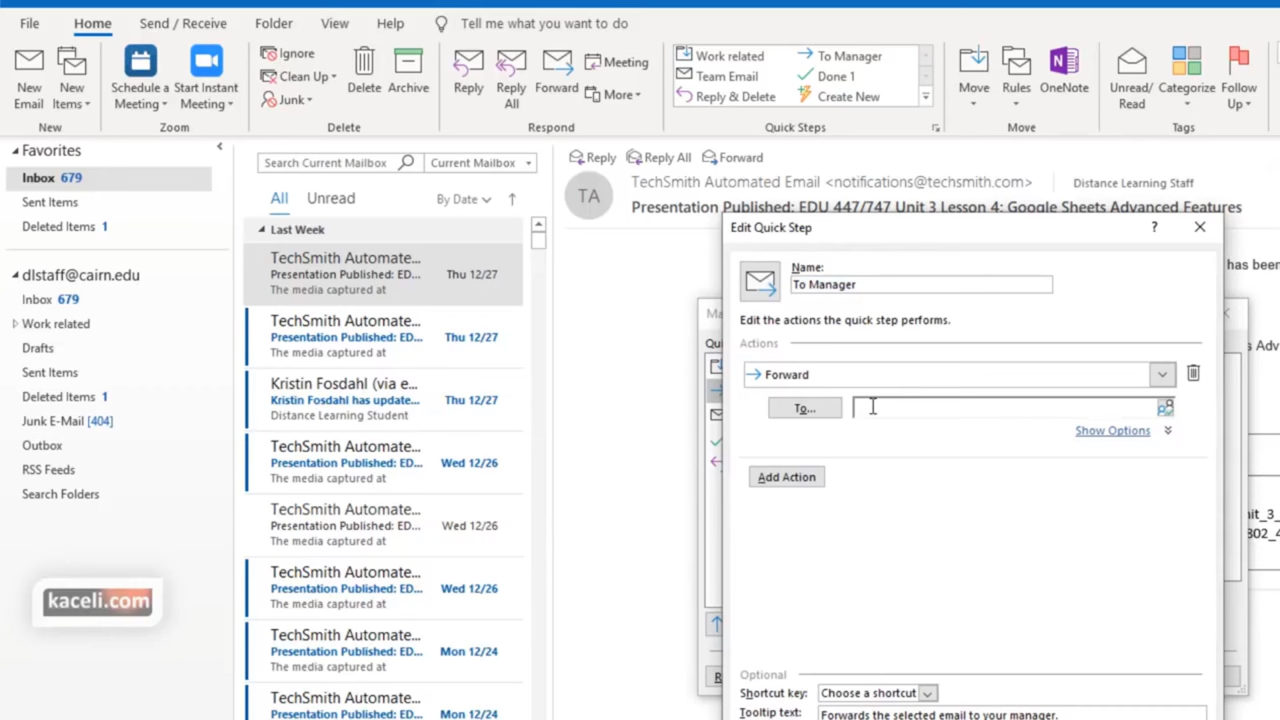 File Home Send / Receive Folder View Help Tell me what you want to do
New Email
New Items
New
Schedule a Meeting
Start Instant Meeting
Zoom
Ignore
Clean Up
Junk
Delete
Archive
Delete
Reply
Reply All
Forward
Meeting
More
Respond
Work related
To Manager
Team Email
Done 1
Reply & Delete
Create New
Quick Steps
Move
Rules
OneNote
Move
Unread/ Read
Categorize
Follow Up
Tags
Favorites
Inbox 679
Sent Items
Deleted Items 1
dlstaff@cairn.edu
Inbox 679
Work related
Drafts
Sent Items
Deleted Items 1
Junk E-Mail [404]
Outbox
RSS Feeds
Search Folders
kaceli.com
Search Current Mailbox Current Mailbox
All Unread By Date
Last Week
TechSmith Automate...
Presentation Published: ED... Thu 12/27
The media captured at
TechSmith Automate...
Presentation Published: ED... Thu 12/27
The media captured at
Kristin Fosdahl (via e...
Kristin Fosdahl has update... Thu 12/27
Distance Learning Student
TechSmith Automate...
Presentation Published: ED... Wed 12/26
The media captured at
TechSmith Automate...
Presentation Published: ED... Wed 12/26
The media captured at
TechSmith Automate...
Presentation Published: ED... Wed 12/26
The media captured at
TechSmith Automate...
Presentation Published: ED... Mon 12/24
The media captured at
TechSmith Automate...
Presentation Published: ED... Mon 12/24
Reply Reply All Forward
TA
TechSmith Automated Email <notifications@techsmith.com> Distance Learning Staff
Presentation Published: EDU 447/747 Unit 3 Lesson 4: Google Sheets Advanced Features
has been
Edit Quick Step ?
Name:
To Manager
Edit the actions the quick step performs.
Actions
Forward
To...
Show Options
Add Action
Optional
Shortcut key: Choose a shortcut
Tooltip text: Forwards the selected email to your manager.